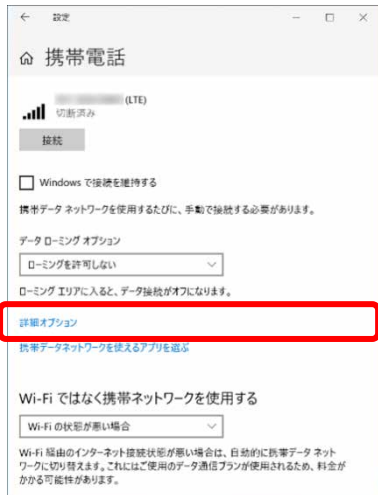 設定
携帯電話
(LTE)
切断済み
接続
Windows で接続を維持する
携帯データ ネットワークを使用するたびに、手動で接続する必要があります。
データ ローミング オプション
ローミングを許可しない
ローミング エリアに入ると、データ接続がオフになります。
詳細オプション
携帯データネットワークを使えるアプリを選ぶ
Wi-Fi ではなく携帯ネットワークを使用する
Wi-Fi の状態が悪い場合
Wi-Fi 経由のインターネット接続状態が悪い場合は、自動的に携帯データ ネット
ワークに切り替えます。これにはご使用のデータ通信プランが使用されるため、料金が
かかる可能性があります。